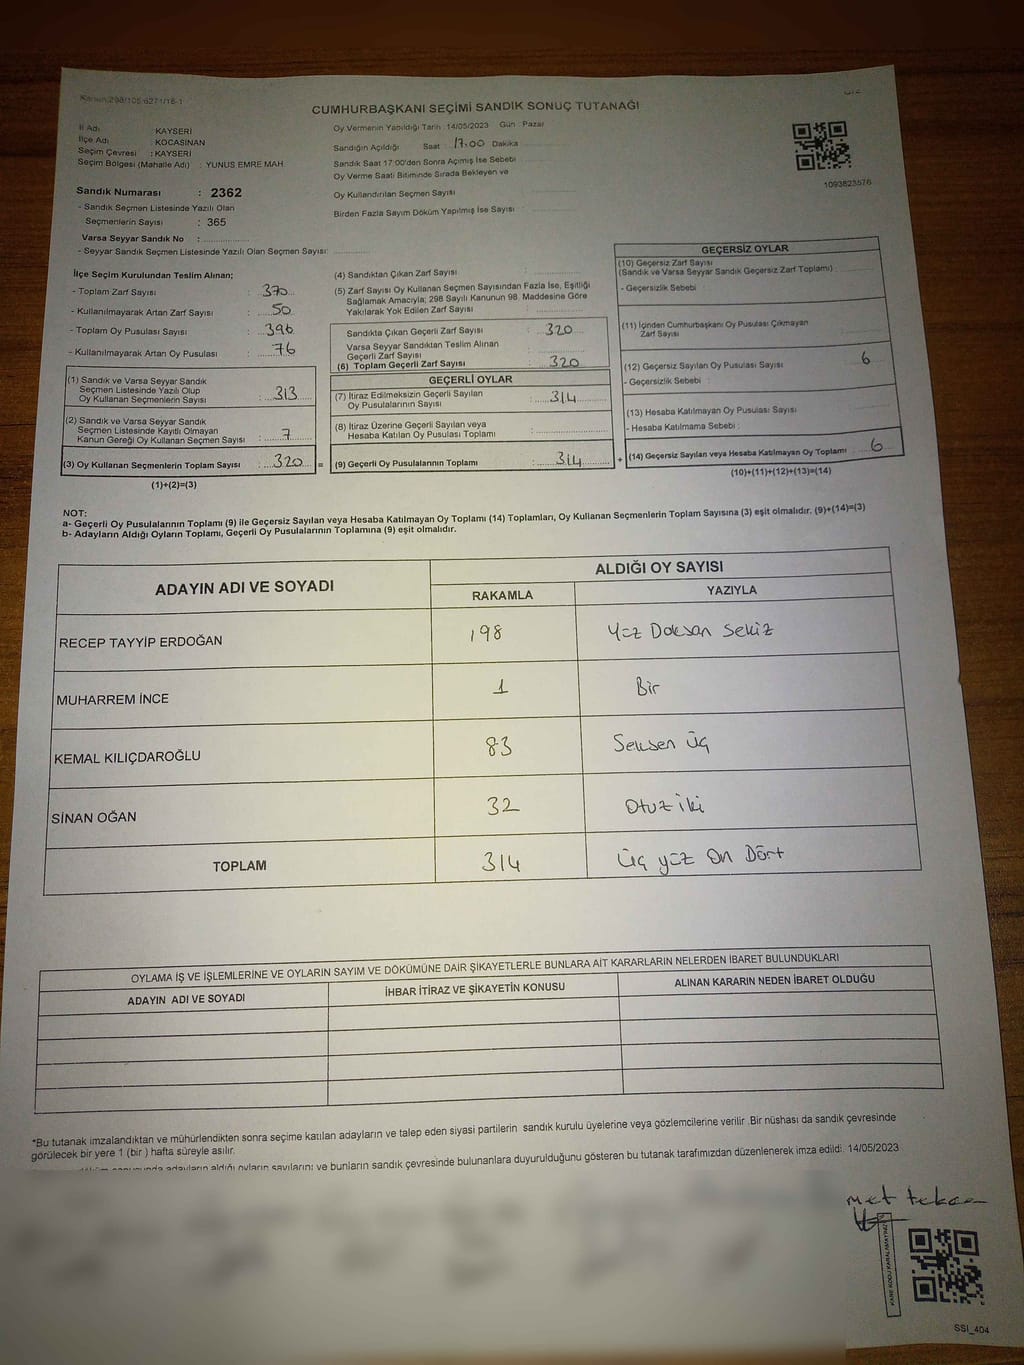 Kanun:298/105 6271/16-1
CUMHURBAŞKANI SEÇİMİ SANDIK SONUÇ TUTANAĞI
İl Adı KAYSERİ
İlçe Adı KOCASİNAN
Seçim Çevresi : KAYSERİ
Seçim Bölgesi (Mahalle Adı) : YUNUS EMRE MAH
Sandık Numarası : 2362
- Sandık Seçmen Listesinde Yazılı Olan
Seçmenlerin Sayısı : 365
Varsa Seyyar Sandık No :
- Seyyar Sandık Seçmen Listesinde Yazılı Olan Seçmen Sayısı:
Oy Vermenin Yapıldığı Tarih : 14/05/2023 Gün : Pazar
Sandığın Açıldığı Saat : 17.00 Dakika
Sandık Saat 17:00'den Sonra Açımış İse Sebebi
Oy Verme Saati Bitiminde Sırada Bekleyen ve
Oy Kullandırılan Seçmen Sayısı
Birden Fazla Sayım Döküm Yapılmış İse Sayısı
1093823576
İlçe Seçim Kurulundan Teslim Alınan;
- Toplam Zarf Sayısı : 370
- Kullanılmayarak Artan Zarf Sayısı : 50
- Toplam Oy Pusulası Sayısı : 396
- Kullanılmayarak Artan Oy Pusulası : 76
(1) Sandık ve Varsa Seyyar Sandık
Seçmen Listesinde Yazılı Olup
Oy Kullanan Seçmenlerin Sayısı : 313
(2) Sandık ve Varsa Seyyar Sandık
Seçmen Listesinde Kayıtlı Olmayan
Kanun Gereği Oy Kullanan Seçmen Sayısı : 7
(3) Oy Kullanan Seçmenlerin Toplam Sayısı : 320 =
(1)+(2)=(3)
(4) Sandıktan Çıkan Zarf Sayısı :
(5) Zarf Sayısı Oy Kullanan Seçmen Sayısından Fazla İse, Eşitliği
Sağlamak Amacıyla; 298 Sayılı Kanunun 98. Maddesine Göre
Yakılarak Yok Edilen Zarf Sayısı :
Sandıkta Çıkan Geçerli Zarf Sayısı : 320
Varsa Seyyar Sandıktan Teslim Alınan
Geçerli Zarf Sayısı :
(6) Toplam Geçerli Zarf Sayısı : 320
GEÇERLİ OYLAR
(7) İtiraz Edilmeksizin Geçerli Sayılan
Oy Pusulalarının Sayısı : 314
(8) İtiraz Üzerine Geçerli Sayılan veya
Hesaba Katılan Oy Pusulası Toplamı :
(9) Geçerli Oy Pusulalarının Toplamı : 314 +
GEÇERSİZ OYLAR
(10) Geçersiz Zarf Sayısı
(Sandık ve Varsa Seyyar Sandık Geçersiz Zarf Toplamı) :
- Geçersizlik Sebebi :
(11) İçinden Cumhurbaşkanı Oy Pusulası Çıkmayan
Zarf Sayısı :
(12) Geçersiz Sayılan Oy Pusulası Sayısı : 6
- Geçersizlik Sebebi :
(13) Hesaba Katılmayan Oy Pusulası Sayısı :
- Hesaba Katılmama Sebebi :
(14) Geçersiz Sayılan veya Hesaba Katılmayan Oy Toplamı : 6
(10)+(11)+(12)+(13)=(14)
NOT:
a- Geçerli Oy Pusulalarının Toplamı (9) ile Geçersiz Sayılan veya Hesaba Katılmayan Oy Toplamı (14) Toplamları, Oy Kullanan Seçmenlerin Toplam Sayısına (3) eşit olmalıdır. (9)+(14)=(3)
b- Adayların Aldığı Oyların Toplamı, Geçerli Oy Pusulalarının Toplamına (9) eşit olmalıdır.
ADAYIN ADI VE SOYADI
ALDIĞI OY SAYISI
RAKAMLA YAZIYLA
RECEP TAYYİP ERDOĞAN 198 Yüz Doksan Sekiz
MUHARREM İNCE 1 Bir
KEMAL KILIÇDAROĞLU 83 Seksen Üç
SİNAN OĞAN 32 Otuz iki
TOPLAM 314 Üç yüz On Dört
OYLAMA İŞ VE İŞLEMLERİNE VE OYLARIN SAYIM VE DÖKÜMÜNE DAİR ŞİKAYETLERLE BUNLARA AİT KARARLARIN NELERDEN İBARET BULUNDUKLARI
ADAYIN ADI VE SOYADI İHBAR İTİRAZ VE ŞİKAYETİN KONUSU ALINAN KARARIN NEDEN İBARET OLDUĞU
*Bu tutanak imzalandıktan ve mühürlendikten sonra seçime katılan adayların ve talep eden siyasi partilerin sandık kurulu üyelerine veya gözlemcilerine verilir .Bir nüshası da sandık çevresinde
görülecek bir yere 1 (bir ) hafta süreyle asılır.
adayların aldığı oyların sayılarını ve bunların sandık çevresinde bulunanlara duyurulduğunu gösteren bu tutanak tarafımızdan düzenlenerek imza edildi. 14/05/2023
SSI_404